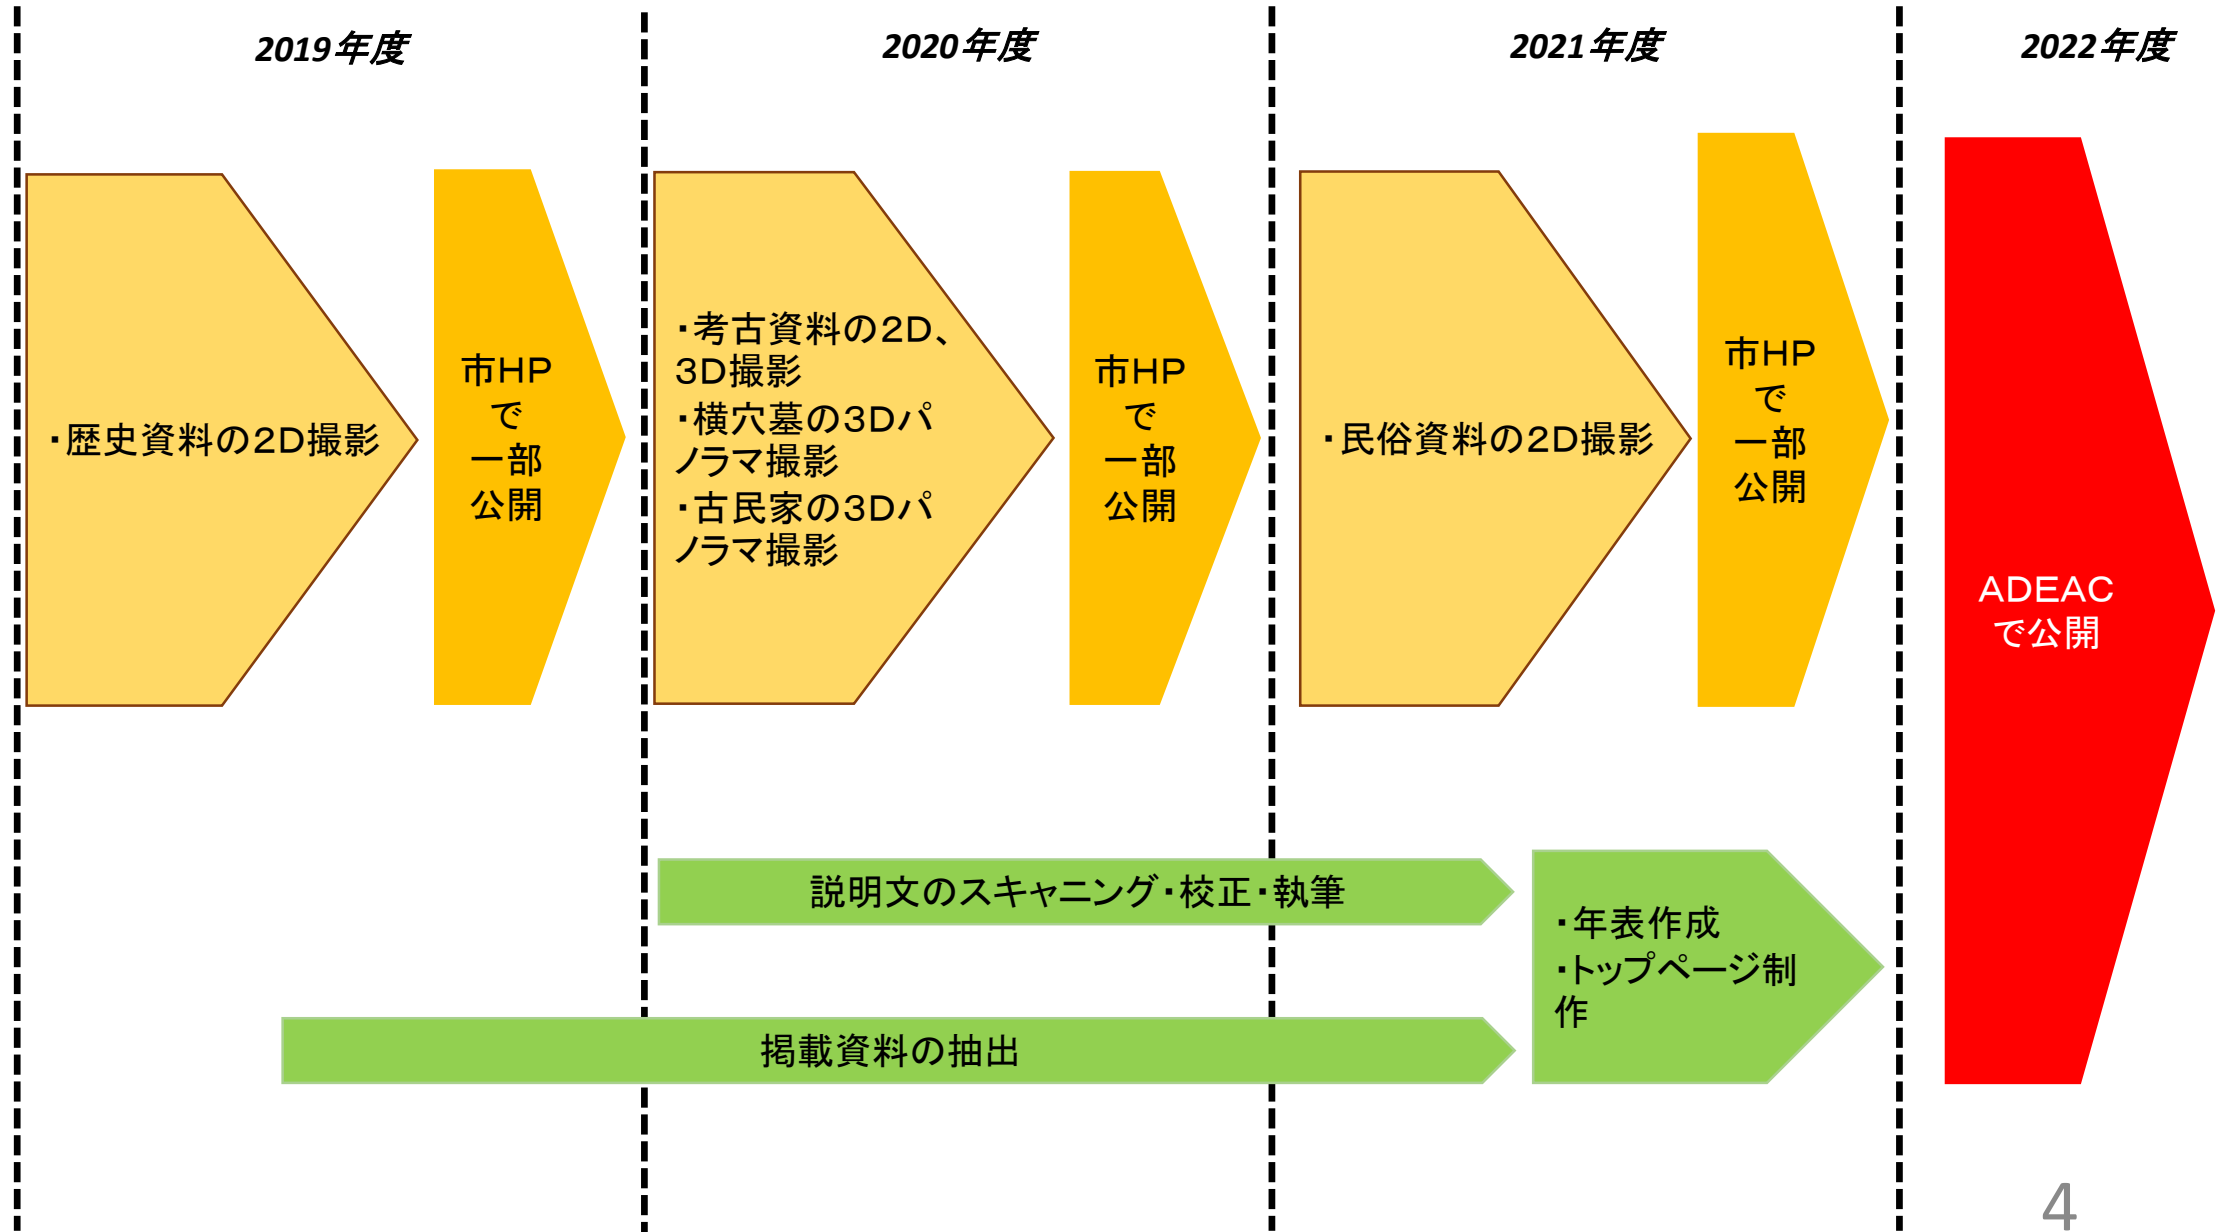 2019年度
2020年度
2021年度
2022年度
・歴史資料の２Ｄ撮影
市ＨＰ
で
一部
公開
・考古資料の２Ｄ、
３Ｄ撮影
・横穴墓の３Ｄパ
ノラマ撮影
・古民家の３Ｄパ
ノラマ撮影
市ＨＰ
で
一部
公開
・民俗資料の２Ｄ撮影
市ＨＰ
で
一部
公開
ＡＤＥＡＣ
で公開
説明文のスキャニング・校正・執筆
掲載資料の抽出
・年表作成
・トップページ制
作
4